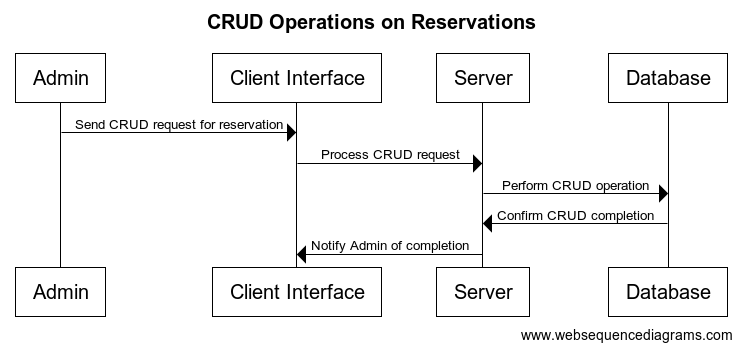 CRUD Operations on Reservations
Admin
Client Interface
Server
Database
Send CRUD request for reservation
Process CRUD request
Perform CRUD operation
Confirm CRUD completion
Notify Admin of completion
Admin
Client Interface
Server
Database
www.websequencediagrams.com